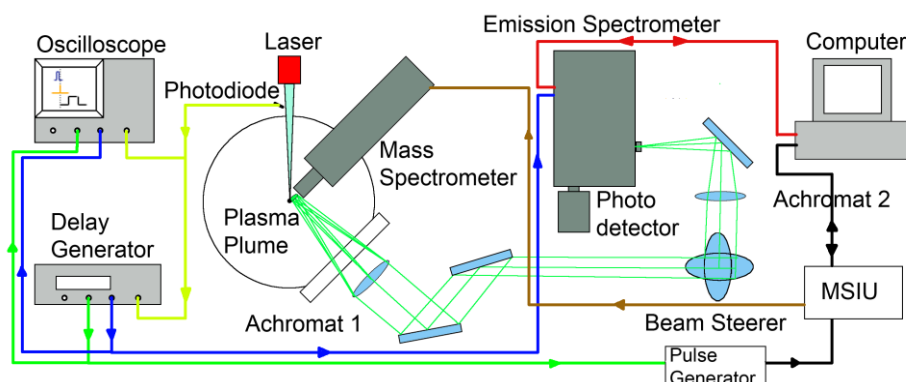 Emission Spectrometer
Laser
Oscilloscope
Computer
Photodiode
Mass
Spectrometer
Achromat 2
Plasma
Plume
Photo
detector
Delay
Generator
MSIU
Achromat 1
Beam Steerer
Pulse
Generator